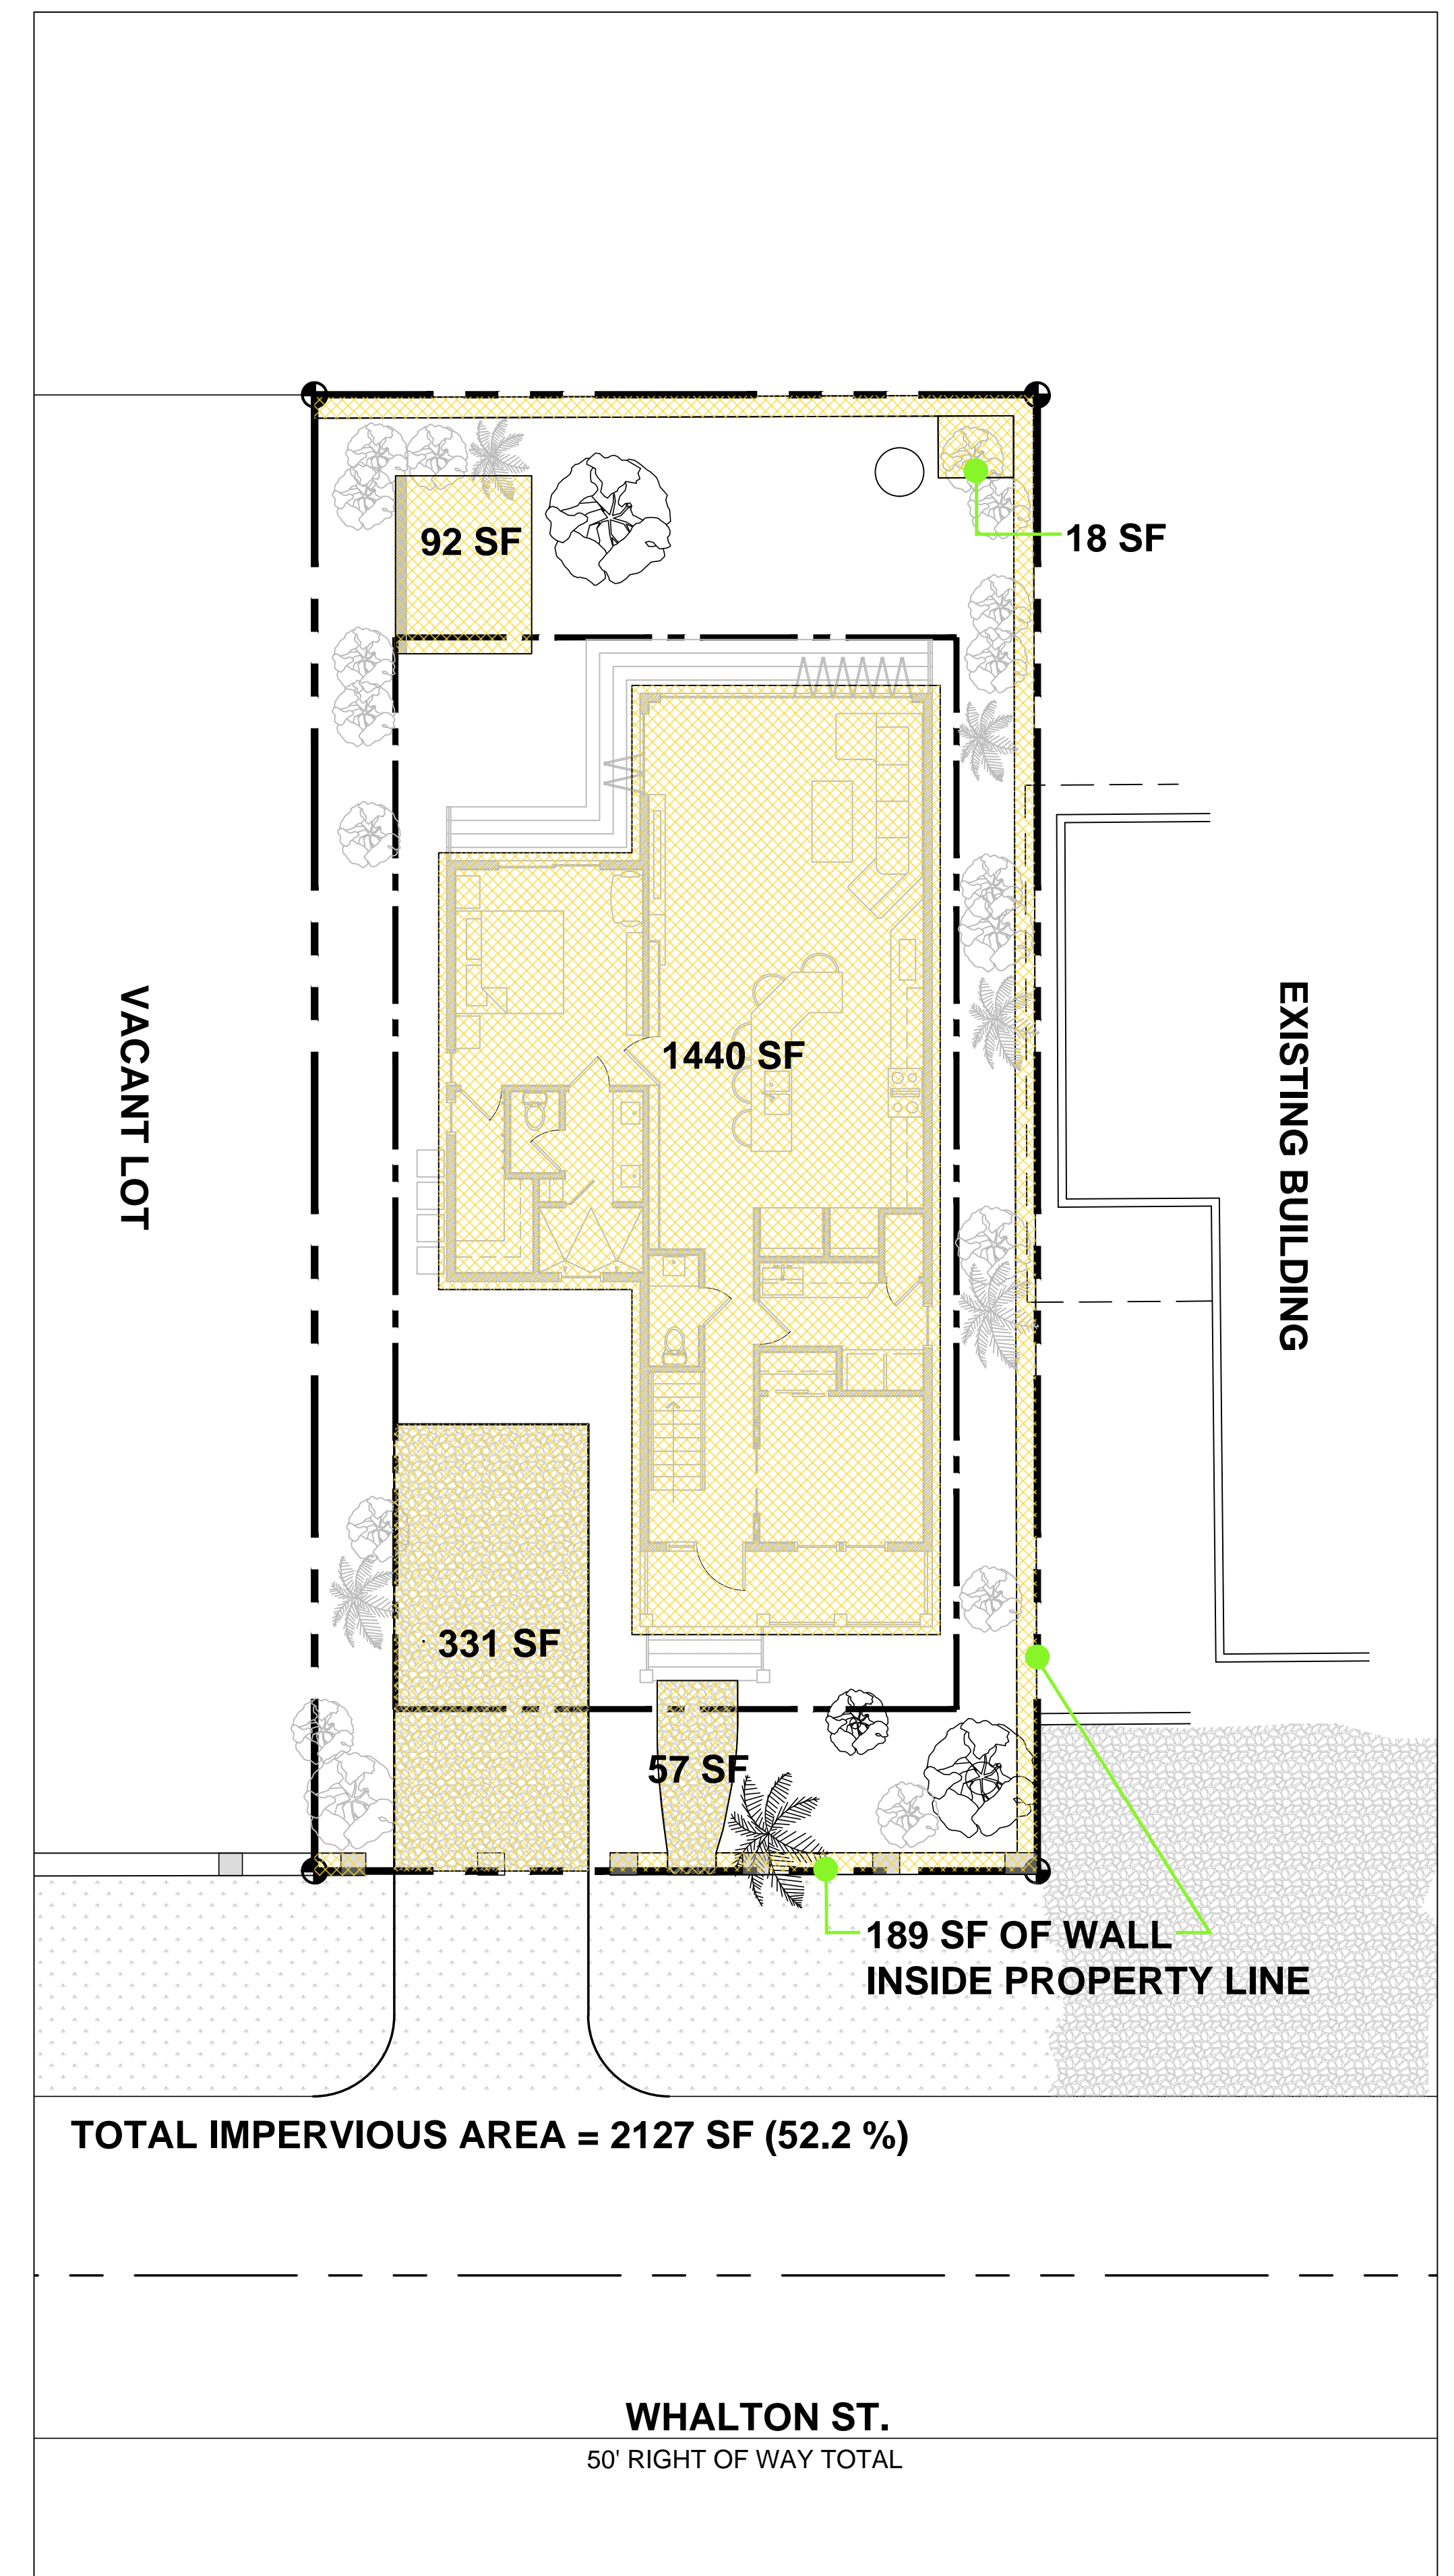 92 SF
18 SF
VACANT LOT
1440 SF
EXISTING BUILDING
331 SF
57 SF
189 SF OF WALL
INSIDE PROPERTY LINE
TOTAL IMPERVIOUS AREA = 2127 SF (52.2 %)
WHALTON ST.
50' RIGHT OF WAY TOTAL